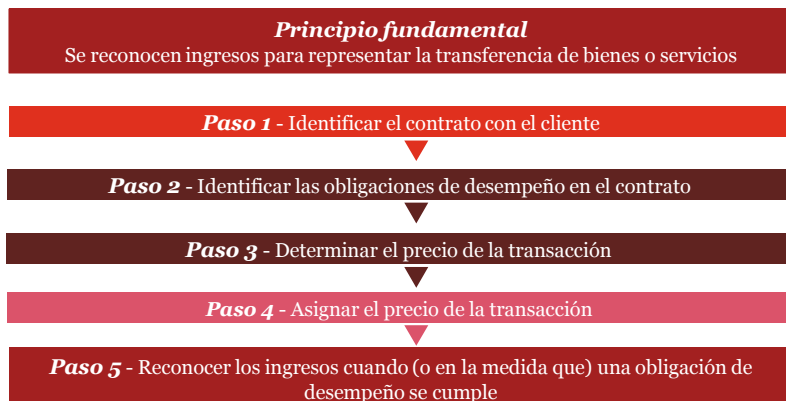 Principio fundamental
Se reconocen ingresos para representar la transferencia de bienes o servicios
Paso 1 - Identificar el contrato con el cliente
Paso 2 - Identificar las obligaciones de desempeño en el contrato
Paso 3 - Determinar el precio de la transacción
Paso 4 - Asignar el precio de la transacción
Paso 5 - Reconocer los ingresos cuando (o en la medida que) una obligación de
desempeño se cumple